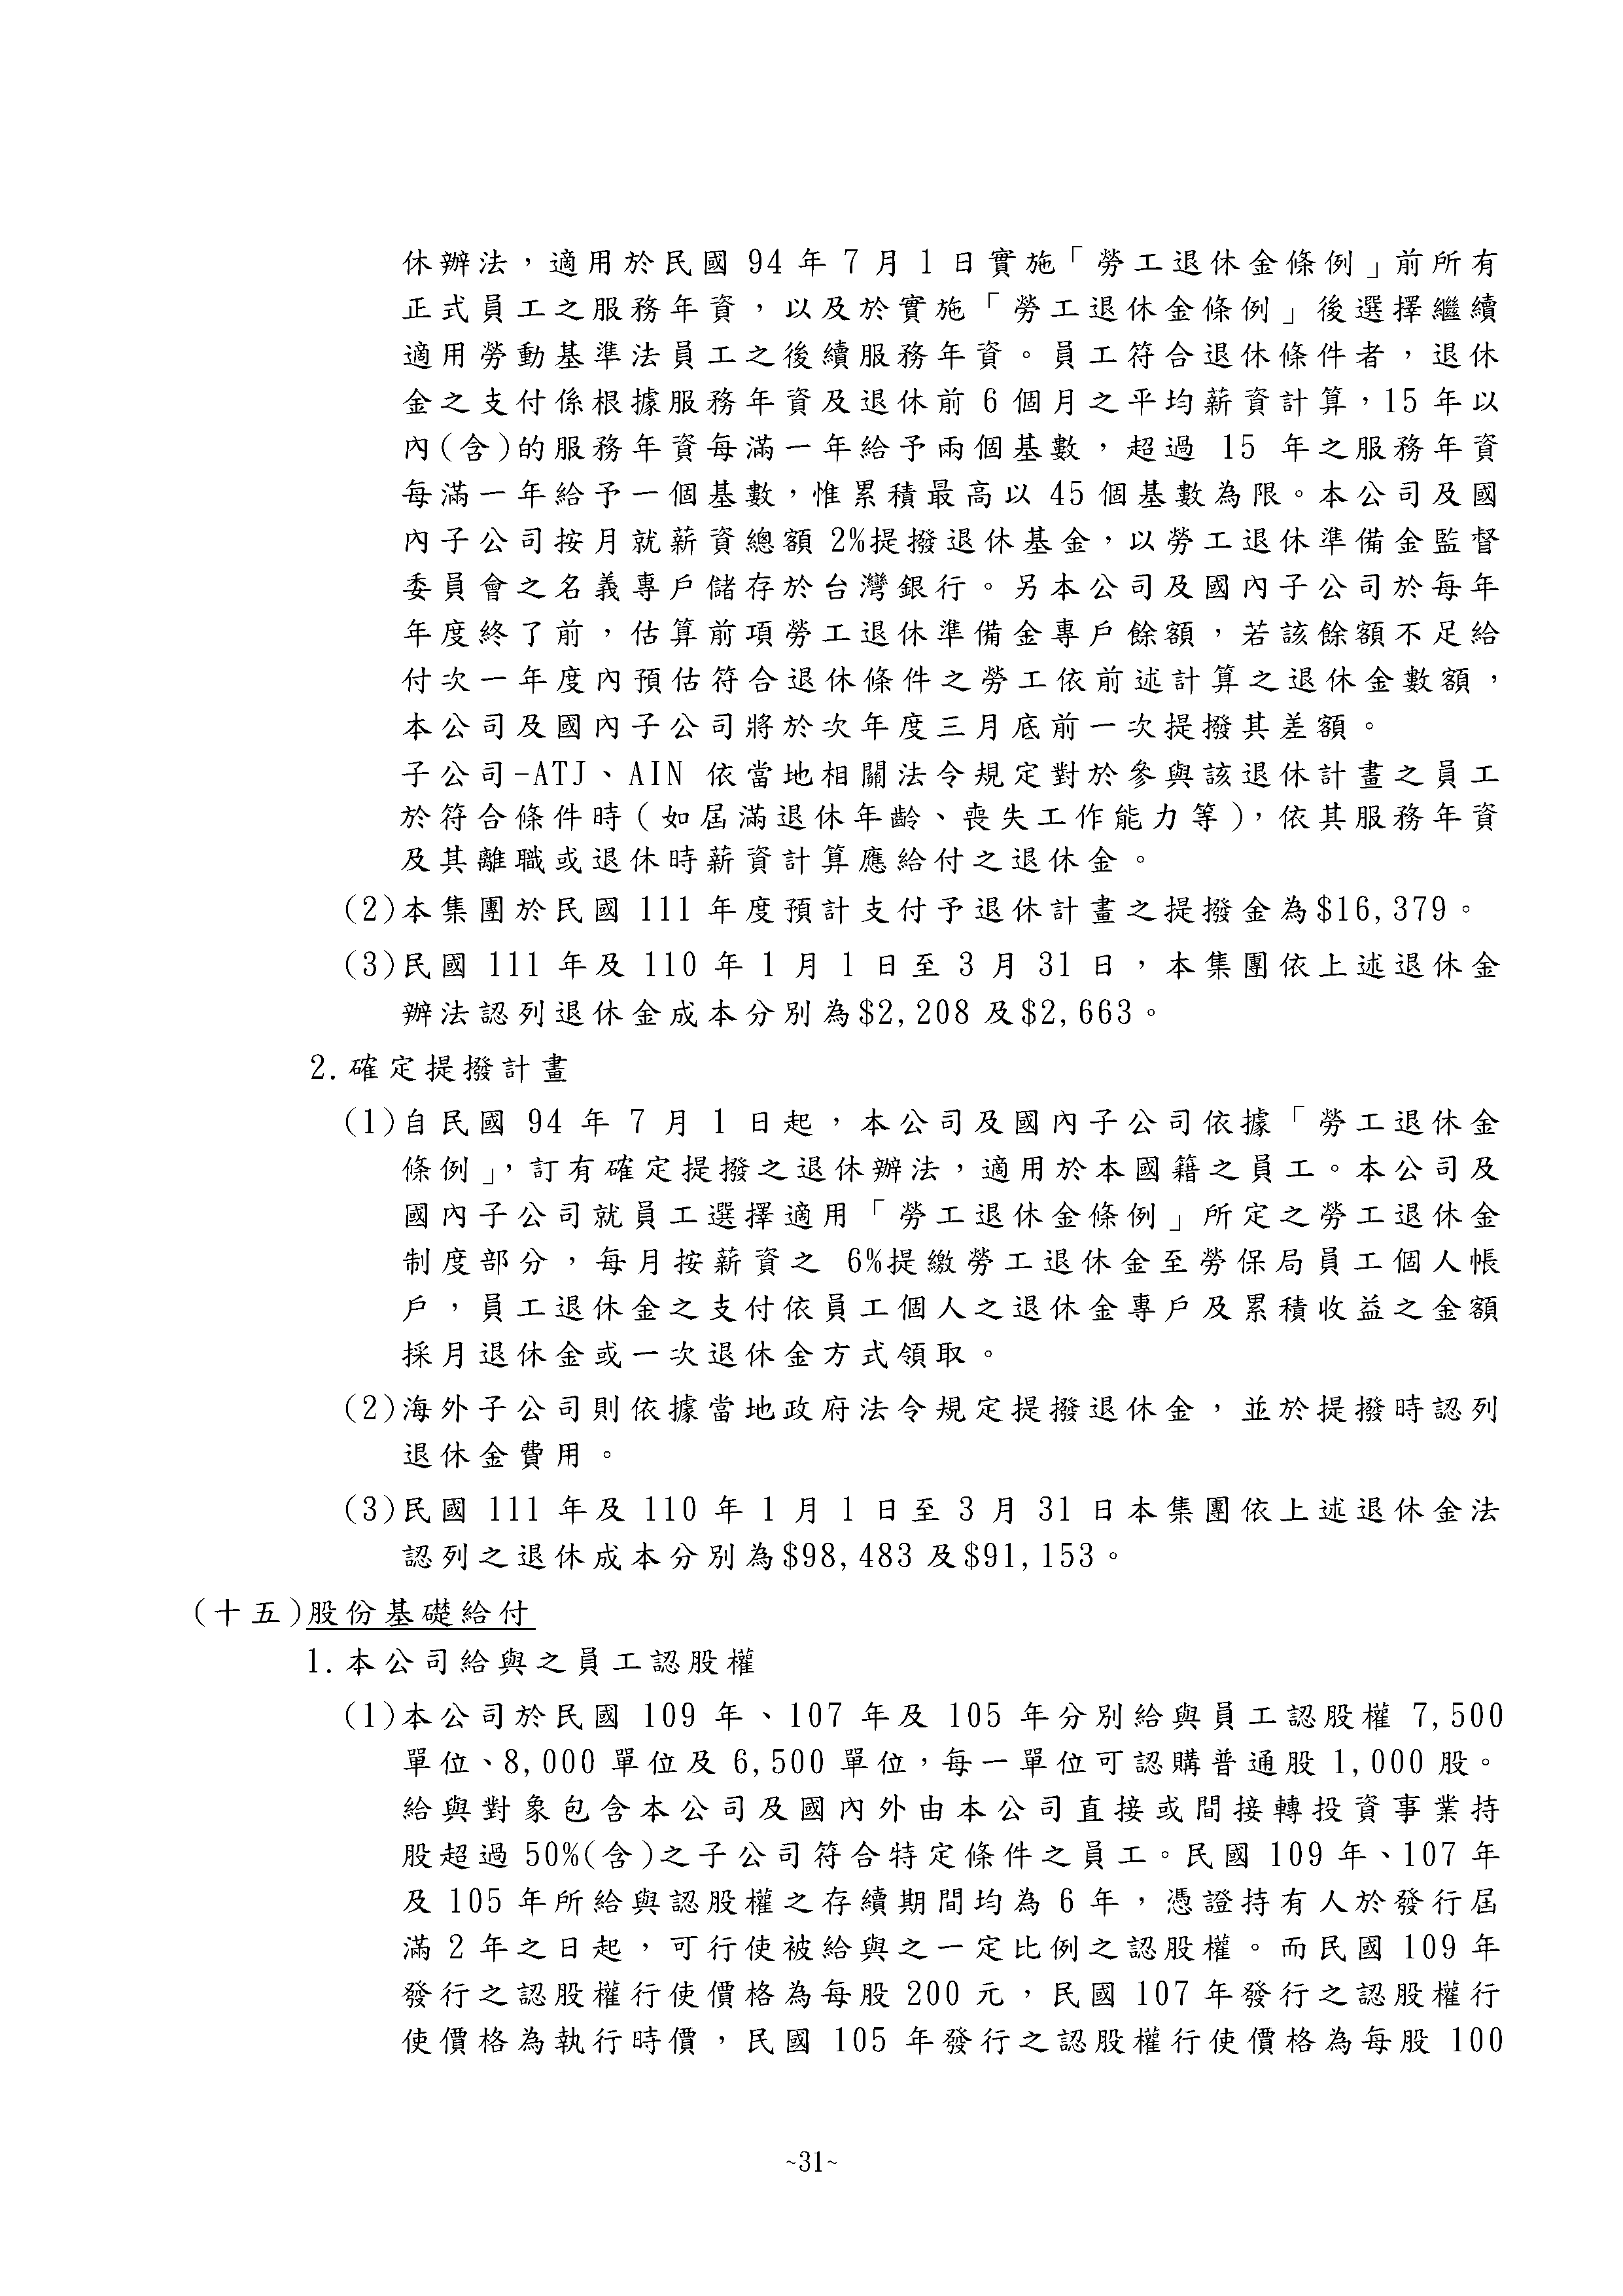 休辦法，適用於民國 94 年 7 月 1 日實施「勞工退休金條例」前所有
正式員工之服務年資，以及於實施「勞工退休金條例」後選擇繼續
適用勞動基準法員工之後續服務年資。員工符合退休條件者，退休
金之支付係根據服務年資及退休前 6 個月之平均薪資計算，15 年以
內(含)的服務年資每滿一年給予兩個基數，超過 15 年之服務年資
每滿一年給予一個基數，惟累積最高以 45 個基數為限。本公司及國
內子公司按月就薪資總額 2%提撥退休基金，以勞工退休準備金監督
委員會之名義專戶儲存於台灣銀行。另本公司及國內子公司於每年
年度終了前，估算前項勞工退休準備金專戶餘額，若該餘額不足給
付次一年度內預估符合退休條件之勞工依前述計算之退休金數額，
本公司及國內子公司將於次年度三月底前一次提撥其差額。
子公司-ATJ、AIN 依當地相關法令規定對於參與該退休計畫之員工
於符合條件時(如屆滿退休年齡、喪失工作能力等)，依其服務年資
及其離職或退休時薪資計算應給付之退休金。
(2)本集團於民國 111 年度預計支付予退休計畫之提撥金為$16,379。
(3)民國 111 年及 110 年 1 月 1 日至 3 月 31 日，本集團依上述退休金
辦法認列退休金成本分別為$2,208 及$2,663。
2.確定提撥計畫
(1)自民國 94 年 7 月 1 日起，本公司及國內子公司依據「勞工退休金
條例」，訂有確定提撥之退休辦法，適用於本國籍之員工。本公司及
國內子公司就員工選擇適用「勞工退休金條例」所定之勞工退休金
制度部分，每月按薪資之 6%提繳勞工退休金至勞保局員工個人帳
戶，員工退休金之支付依員工個人之退休金專戶及累積收益之金額
採月退休金或一次退休金方式領取。
(2)海外子公司則依據當地政府法令規定提撥退休金，並於提撥時認列
退休金費用。
(3)民國 111 年及 110 年 1 月 1 日至 3 月 31 日本集團依上述退休金法
認列之退休成本分別為$98,483 及$91,153。
(十五)股份基礎給付
1.本公司給與之員工認股權
(1)本公司於民國 109 年、107 年及 105 年分別給與員工認股權 7,500
單位、8,000 單位及 6,500 單位，每一單位可認購普通股 1,000 股。
給與對象包含本公司及國內外由本公司直接或間接轉投資事業持
股超過 50%(含)之子公司符合特定條件之員工。民國 109 年、107 年
及 105 年所給與認股權之存續期間均為 6 年，憑證持有人於發行屆
滿 2 年之日起，可行使被給與之一定比例之認股權。而民國 109 年
發行之認股權行使價格為每股 200 元，民國 107 年發行之認股權行
使價格為執行時價，民國 105 年發行之認股權行使價格為每股 100
~31~